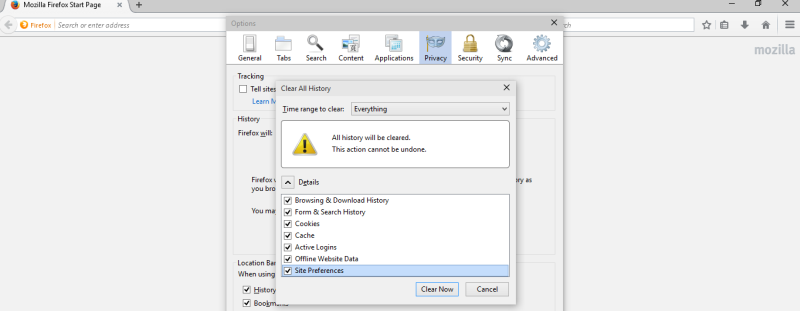 Mozilla Firefox Start Page
Firefox Search or enter address
Search
mozilla
Options
General Tabs Search Content Applications Privacy Security Sync Advanced
Tracking
Tell sites
Learn M
Clear All History
Time range to clear: Everything
History
Firefox will:
All history will be cleared.
This action cannot be undone.
Firefox
ory as
you bro
Details
You may
Browsing & Download History
Form & Search History
Cookies
Cache
Active Logins
Offline Website Data
Site Preferences
Location Bar
When using
History
Bookmarks
Clear Now Cancel